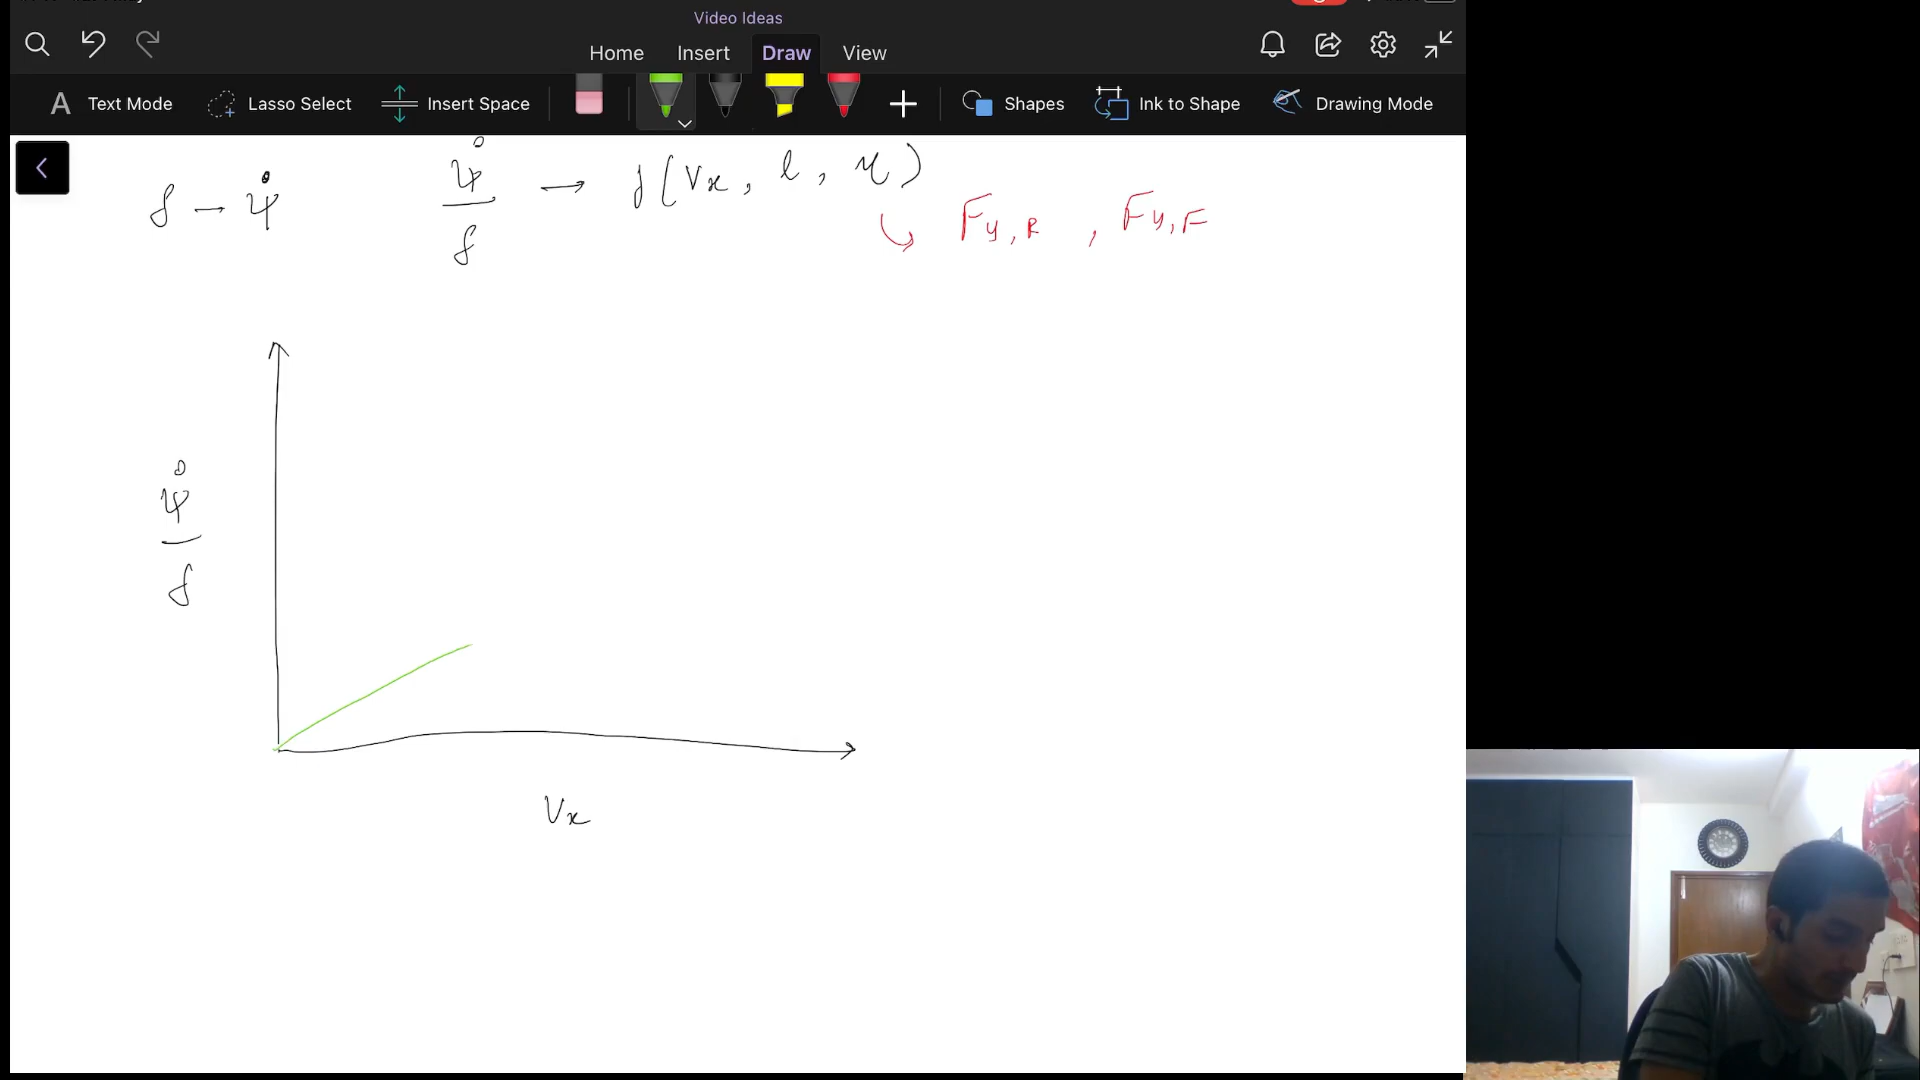 Video Ideas
Home Insert Draw View
A Text Mode Lasso Select Insert Space Shapes Ink to Shape Drawing Mode
δ – ψ̇ ψ̇/δ → f(Vx, l, η)
Fy,R , Fy,F
ψ̇/δ
Vx